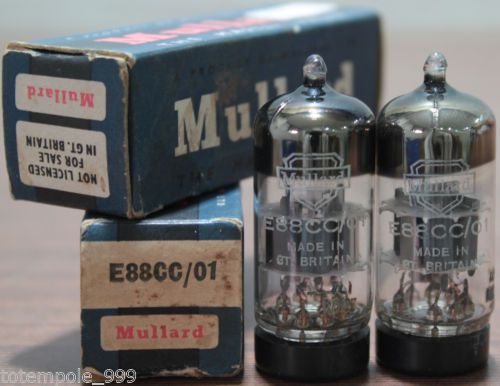 Mullard
Mullard
NOT LICENSED
FOR SALE
IN GT. BRITAIN
Mullard
E88CC/01
MADE IN
GT. BRITAIN
Mullard
E88CC/01
MADE IN
GT. BRITAIN
E88CC/01
Mullard
totempole_999